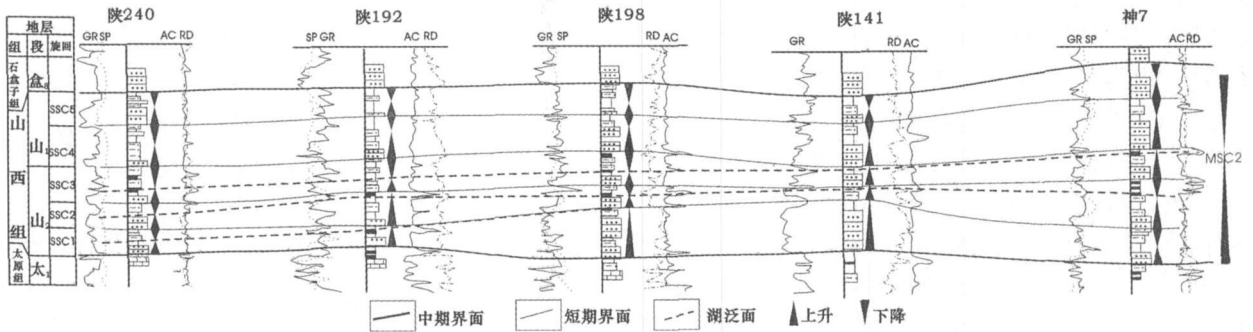 陕240
陕192
陕198
陕141
神7
地层
组 段 旋回
GR SP
AC RD
SP GR
AC RD
GR SP
RD AC
GR
RD AC
GR SP
AC RD
石盒子组
盒8
山西组
山1
山2
太原组
太1
SSC5
SSC4
SSC3
SSC2
SSC1
MSC2
中期界面
短期界面
湖泛面
上升
下降